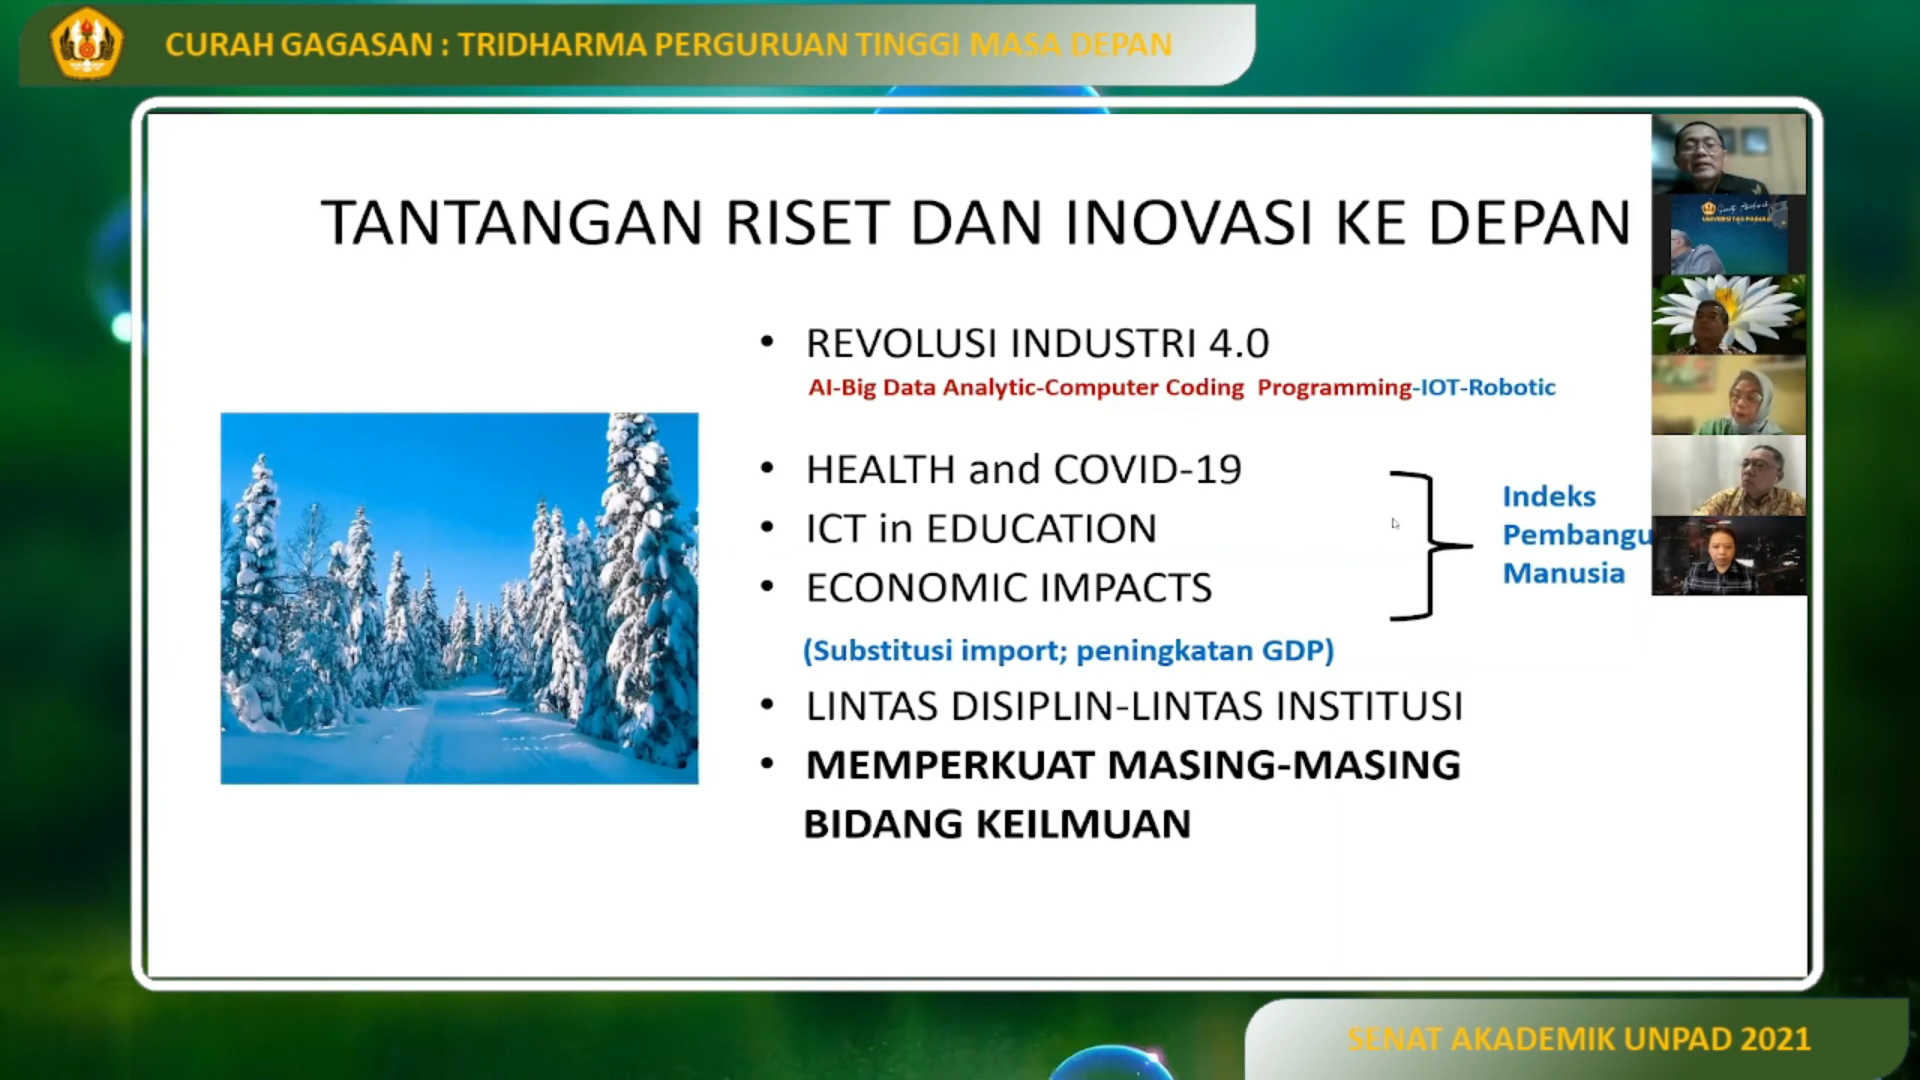 CURAH GAGASAN : TRIDHARMA PERGURUAN TINGGI MASA DEPAN
TANTANGAN RISET DAN INOVASI KE DEPAN
• REVOLUSI INDUSTRI 4.0
AI-Big Data Analytic-Computer Coding Programming-IOT-Robotic
• HEALTH and COVID-19
• ICT in EDUCATION
• ECONOMIC IMPACTS
Indeks
Pembangu
Manusia
(Substitusi import; peningkatan GDP)
• LINTAS DISIPLIN-LINTAS INSTITUSI
• MEMPERKUAT MASING-MASING
BIDANG KEILMUAN
SENAT AKADEMIK UNPAD 2021